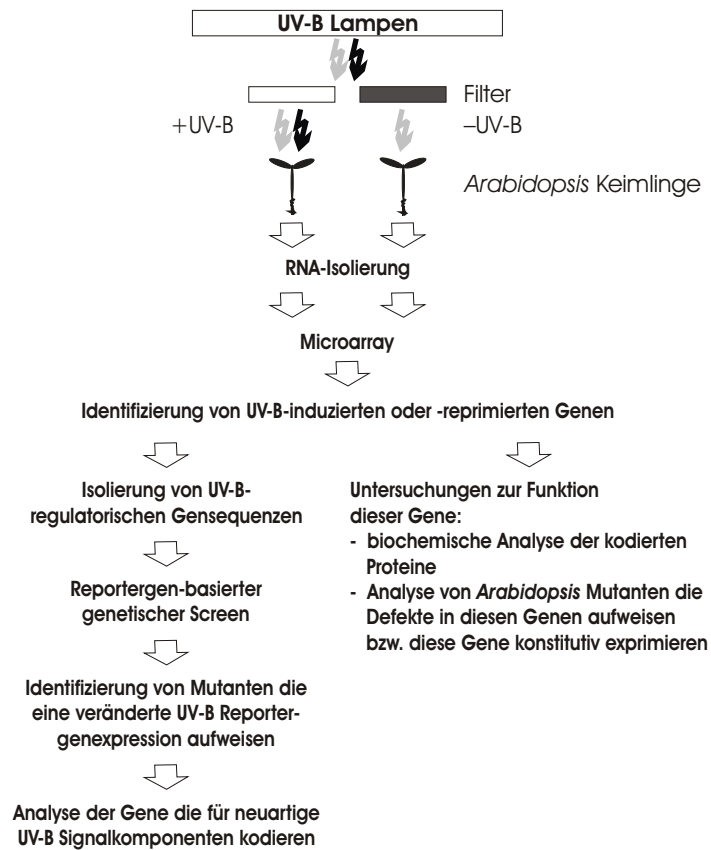 UV-B Lampen
Filter
+UV-B
–UV-B
Arabidopsis Keimlinge
RNA-Isolierung
Microarray
Identifizierung von UV-B-induzierten oder -reprimierten Genen
Isolierung von UV-B-
regulatorischen Gensequenzen
Reportergen-basierter
genetischer Screen
Identifizierung von Mutanten die
eine veränderte UV-B Reporter-
genexpression aufweisen
Analyse der Gene die für neuartige
UV-B Signalkomponenten kodieren
Untersuchungen zur Funktion
dieser Gene:
- biochemische Analyse der kodierten
Proteine
- Analyse von Arabidopsis Mutanten die
Defekte in diesen Genen aufweisen
bzw. diese Gene konstitutiv exprimieren